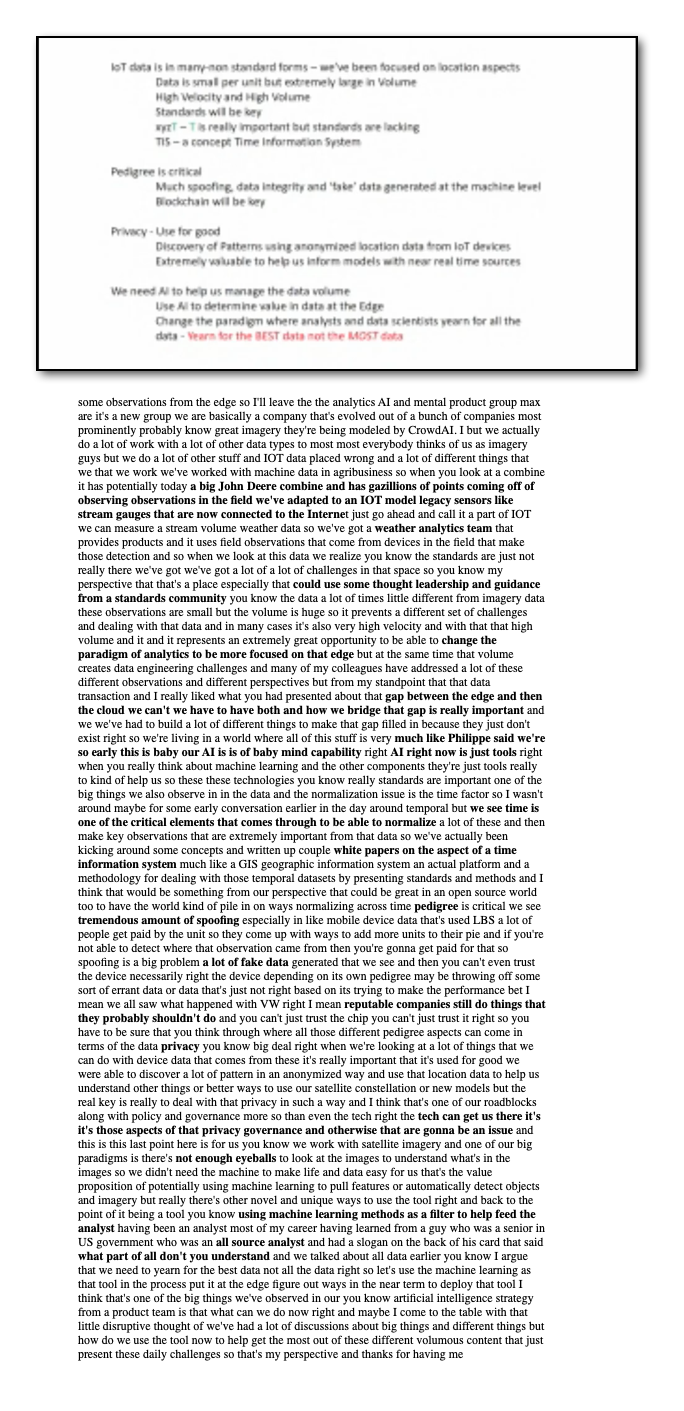 IoT data is in many-non standard forms – we've been focused on location aspects
Data is small per unit but extremely large in Volume
High Velocity and High Volume
Standards will be key
xyzT – T is really important but standards are lacking
TIS – a concept Time Information System
Pedigree is critical
Much spoofing, data integrity and 'fake' data generated at the machine level
Blockchain will be key
Privacy - Use for good
Discovery of Patterns using anonymized location data from IoT devices
Extremely valuable to help us inform models with near real time sources
We need AI to help us manage the data volume
Use AI to determine value in data at the Edge
Change the paradigm where analysts and data scientists yearn for all the
data - Yearn for the BEST data not the MOST data
some observations from the edge so I'll leave the the analytics AI and mental product group max
are it's a new group we are basically a company that's evolved out of a bunch of companies most
prominently probably know great imagery they're being modeled by CrowdAI. I but we actually
do a lot of work with a lot of other data types to most most everybody thinks of us as imagery
guys but we do a lot of other stuff and IOT data placed wrong and a lot of different things that
we that we work we've worked with machine data in agribusiness so when you look at a combine
it has potentially today a big John Deere combine and has gazillions of points coming off of
observing observations in the field we've adapted to an IOT model legacy sensors like
stream gauges that are now connected to the Internet just go ahead and call it a part of IOT
we can measure a stream volume weather data so we've got a weather analytics team that
provides products and it uses field observations that come from devices in the field that make
those detection and so when we look at this data we realize you know the standards are just not
really there we've got we've got a lot of a lot of challenges in that space so you know my
perspective that that's a place especially that could use some thought leadership and guidance
from a standards community you know the data a lot of times little different from imagery data
these observations are small but the volume is huge so it prevents a different set of challenges
and dealing with that data and in many cases it's also very high velocity and with that that high
volume and it and it represents an extremely great opportunity to be able to change the
paradigm of analytics to be more focused on that edge but at the same time that volume
creates data engineering challenges and many of my colleagues have addressed a lot of these
different observations and different perspectives but from my standpoint that that data
transaction and I really liked what you had presented about that gap between the edge and then
the cloud we can't we have to have both and how we bridge that gap is really important and
we we've had to build a lot of different things to make that gap filled in because they just don't
exist right so we're living in a world where all of this stuff is very much like Philippe said we're
so early this is baby our AI is is of baby mind capability right AI right now is just tools right
when you really think about machine learning and the other components they're just tools really
to kind of help us so these these technologies you know really standards are important one of the
big things we also observe in in the data and the normalization issue is the time factor so I wasn't
around maybe for some early conversation earlier in the day around temporal but we see time is
one of the critical elements that comes through to be able to normalize a lot of these and then
make key observations that are extremely important from that data so we've actually been
kicking around some concepts and written up couple white papers on the aspect of a time
information system much like a GIS geographic information system an actual platform and a
methodology for dealing with those temporal datasets by presenting standards and methods and I
think that would be something from our perspective that could be great in an open source world
too to have the world kind of pile in on ways normalizing across time pedigree is critical we see
tremendous amount of spoofing especially in like mobile device data that's used LBS a lot of
people get paid by the unit so they come up with ways to add more units to their pie and if you're
not able to detect where that observation came from then you're gonna get paid for that so
spoofing is a big problem a lot of fake data generated that we see and then you can't even trust
the device necessarily right the device depending on its own pedigree may be throwing off some
sort of errant data or data that's just not right based on its trying to make the performance bet I
mean we all saw what happened with VW right I mean reputable companies still do things that
they probably shouldn't do and you can't just trust the chip you can't just trust it right so you
have to be sure that you think through where all those different pedigree aspects can come in
terms of the data privacy you know big deal right when we're looking at a lot of things that we
can do with device data that comes from these it's really important that it's used for good we
were able to discover a lot of pattern in an anonymized way and use that location data to help us
understand other things or better ways to use our satellite constellation or new models but the
real key is really to deal with that privacy in such a way and I think that's one of our roadblocks
along with policy and governance more so than even the tech right the tech can get us there it's
it's those aspects of that privacy governance and otherwise that are gonna be an issue and
this is this last point here is for us you know we work with satellite imagery and one of our big
paradigms is there's not enough eyeballs to look at the images to understand what's in the
images so we didn't need the machine to make life and data easy for us that's the value
proposition of potentially using machine learning to pull features or automatically detect objects
and imagery but really there's other novel and unique ways to use the tool right and back to the
point of it being a tool you know using machine learning methods as a filter to help feed the
analyst having been an analyst most of my career having learned from a guy who was a senior in
US government who was an all source analyst and had a slogan on the back of his card that said
what part of all don't you understand and we talked about all data earlier you know I argue
that we need to yearn for the best data not all the data right so let's use the machine learning as
that tool in the process put it at the edge figure out ways in the near term to deploy that tool I
think that's one of the big things we've observed in our you know artificial intelligence strategy
from a product team is that what can we do now right and maybe I come to the table with that
little disruptive thought of we've had a lot of discussions about big things and different things but
how do we use the tool now to help get the most out of these different volumous content that just
present these daily challenges so that's my perspective and thanks for having me